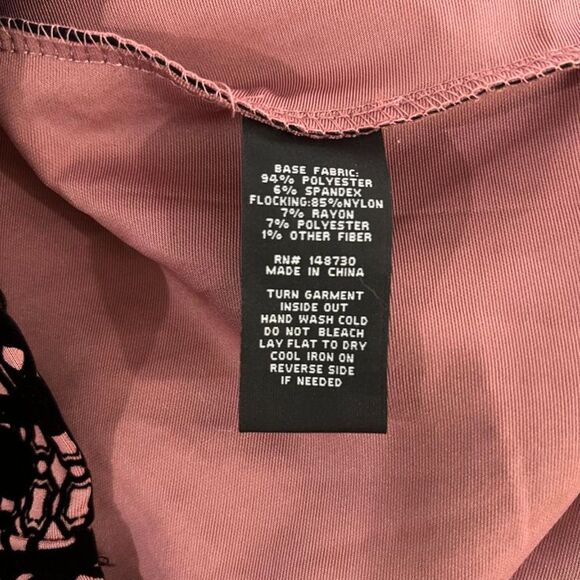 BASE FABRIC:
94% POLYESTER
6% SPANDEX
FLOCKING:85%NYLON
7% RAYON
7% POLYESTER
1% OTHER FIBER
RN# 148730
MADE IN CHINA
TURN GARMENT
INSIDE OUT
HAND WASH COLD
DO NOT BLEACH
LAY FLAT TO DRY
COOL IRON ON
REVERSE SIDE
IF NEEDED